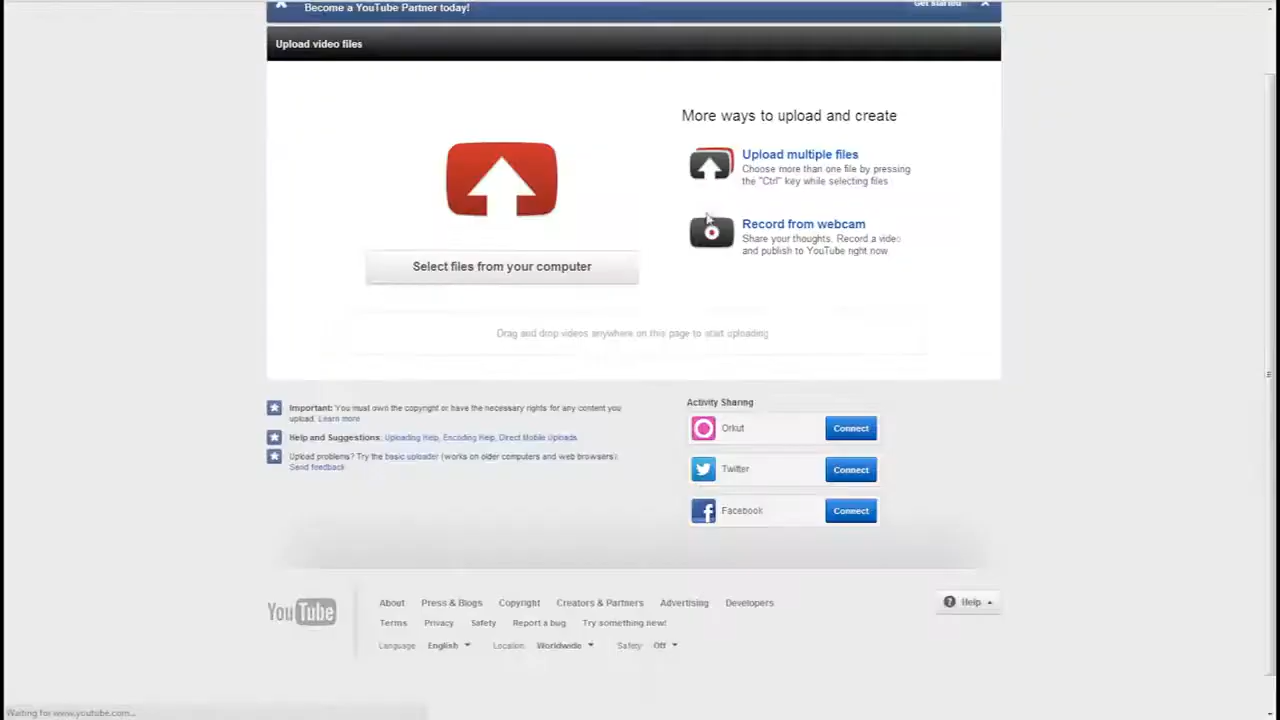 Become a YouTube Partner today!
Get started
Upload video files
More ways to upload and create
Upload multiple files
Choose more than one file by pressing
the "Ctrl" key while selecting files
Record from webcam
Share your thoughts. Record a video
and publish to YouTube right now
Select files from your computer
Drag and drop videos anywhere on this page to start uploading
Important: You must own the copyright or have the necessary rights for any content you
upload. Learn more
Help and Suggestions: Uploading Help, Encoding Help, Direct Mobile Uploads
Upload problems? Try the basic uploader (works on older computers and web browsers).
Send feedback
Activity Sharing
Orkut Connect
Twitter Connect
Facebook Connect
YouTube
About Press & Blogs Copyright Creators & Partners Advertising Developers
Terms Privacy Safety Report a bug Try something new!
Language English Location: Worldwide Safety: Off
Help
Waiting for www.youtube.com...